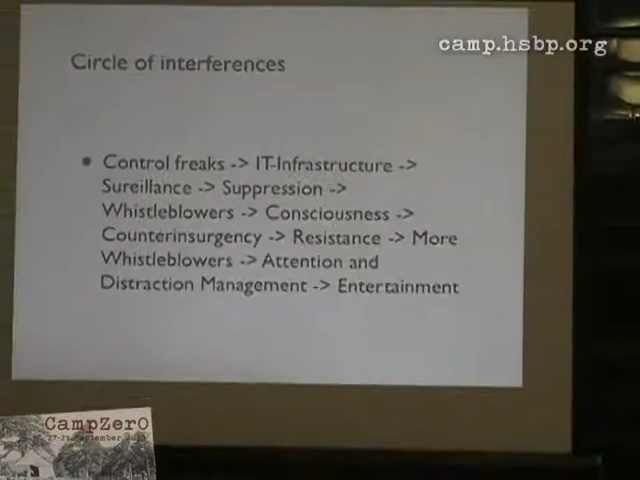 camp.hsbp.org
Circle of interferences
• Control freaks -> IT-Infrastructure ->
Sureillance -> Suppression ->
Whistleblowers -> Consciousness ->
Counterinsurgency -> Resistance -> More
Whistleblowers -> Attention and
Distraction Management -> Entertainment
CampZer0